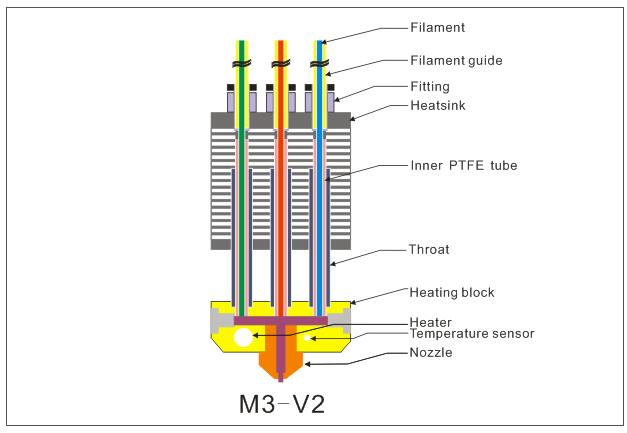 Filament
Filament guide
Fitting
Heatsink
Inner PTFE tube
Throat
Heating block
Heater
Temperature sensor
Nozzle
M3-V2